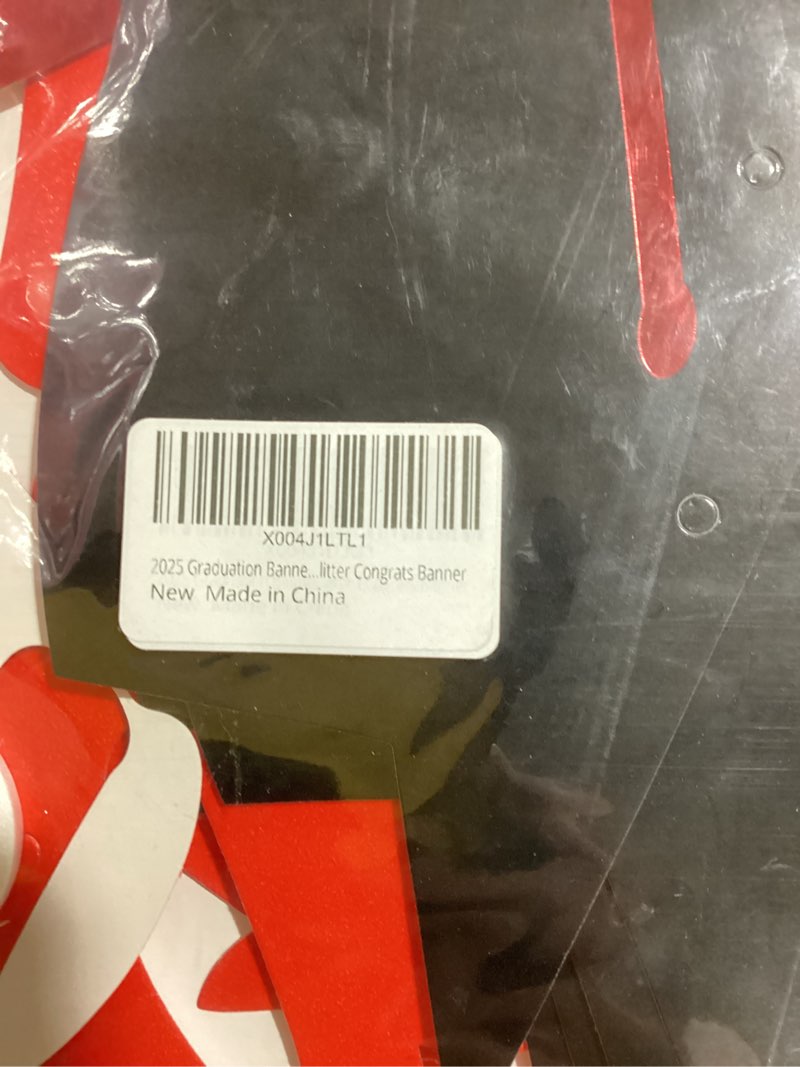 X004J1LTL1
2025 Graduation Banne...litter Congrats Banner
New Made in China